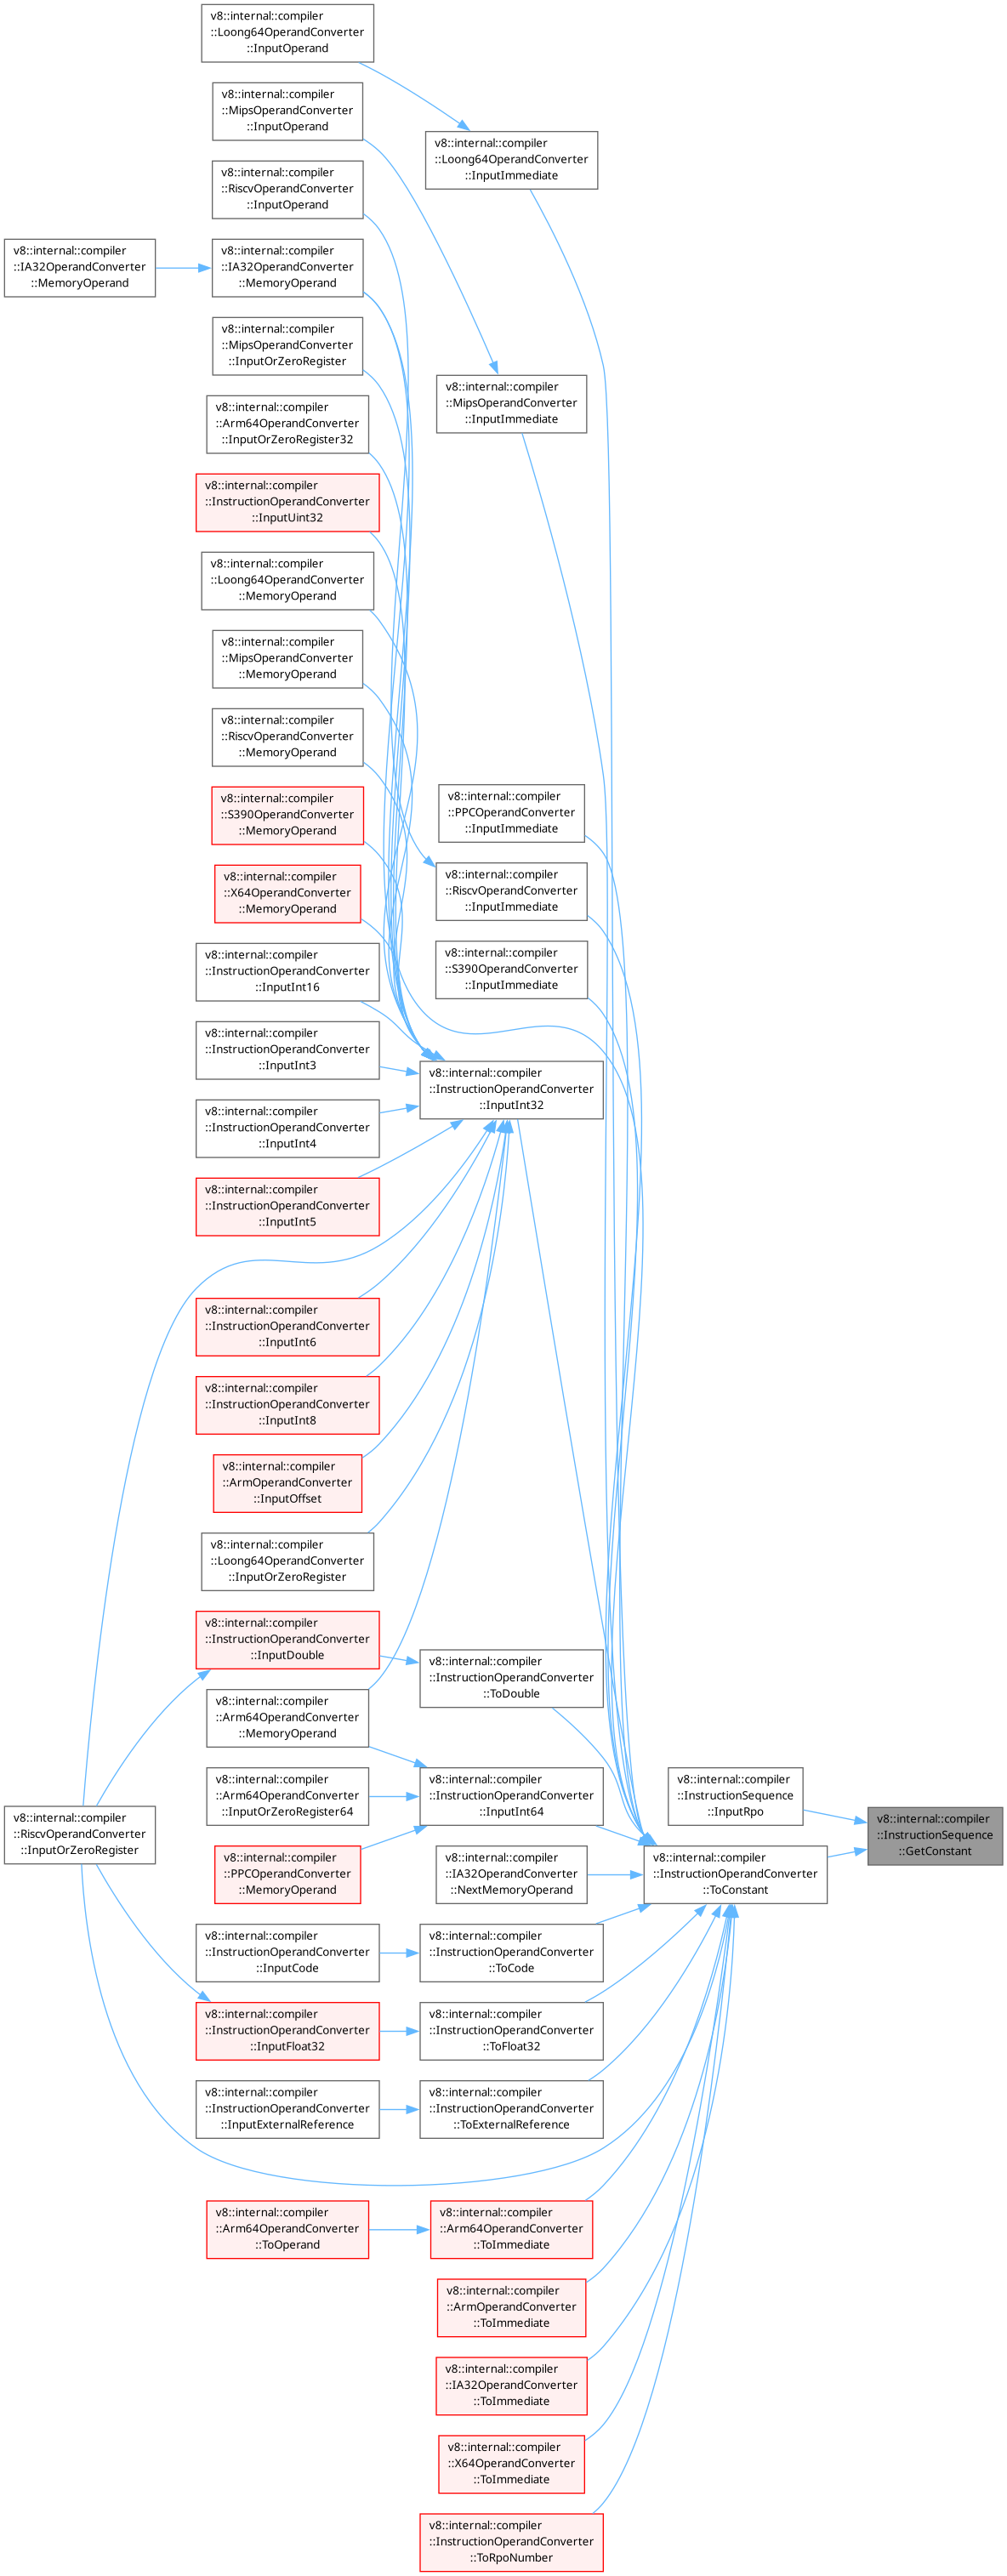 v8::internal::compiler
::Loong64OperandConverter
::InputOperand
v8::internal::compiler
::MipsOperandConverter
::InputOperand
v8::internal::compiler
::Loong64OperandConverter
::InputImmediate
v8::internal::compiler
::RiscvOperandConverter
::InputOperand
v8::internal::compiler
::IA32OperandConverter
::MemoryOperand
v8::internal::compiler
::IA32OperandConverter
::MemoryOperand
v8::internal::compiler
::MipsOperandConverter
::InputOrZeroRegister
v8::internal::compiler
::MipsOperandConverter
::InputImmediate
v8::internal::compiler
::Arm64OperandConverter
::InputOrZeroRegister32
v8::internal::compiler
::InstructionOperandConverter
::InputUint32
v8::internal::compiler
::Loong64OperandConverter
::MemoryOperand
v8::internal::compiler
::MipsOperandConverter
::MemoryOperand
v8::internal::compiler
::RiscvOperandConverter
::MemoryOperand
v8::internal::compiler
::S390OperandConverter
::MemoryOperand
v8::internal::compiler
::PPCOperandConverter
::InputImmediate
v8::internal::compiler
::X64OperandConverter
::MemoryOperand
v8::internal::compiler
::RiscvOperandConverter
::InputImmediate
v8::internal::compiler
::InstructionOperandConverter
::InputInt16
v8::internal::compiler
::S390OperandConverter
::InputImmediate
v8::internal::compiler
::InstructionOperandConverter
::InputInt3
v8::internal::compiler
::InstructionOperandConverter
::InputInt32
v8::internal::compiler
::InstructionOperandConverter
::InputInt4
v8::internal::compiler
::InstructionOperandConverter
::InputInt5
v8::internal::compiler
::InstructionOperandConverter
::InputInt6
v8::internal::compiler
::InstructionOperandConverter
::InputInt8
v8::internal::compiler
::ArmOperandConverter
::InputOffset
v8::internal::compiler
::Loong64OperandConverter
::InputOrZeroRegister
v8::internal::compiler
::InstructionOperandConverter
::InputDouble
v8::internal::compiler
::InstructionOperandConverter
::ToDouble
v8::internal::compiler
::Arm64OperandConverter
::MemoryOperand
v8::internal::compiler
::Arm64OperandConverter
::InputOrZeroRegister64
v8::internal::compiler
::InstructionOperandConverter
::InputInt64
v8::internal::compiler
::InstructionSequence
::InputRpo
v8::internal::compiler
::RiscvOperandConverter
::InputOrZeroRegister
v8::internal::compiler
::InstructionSequence
::GetConstant
v8::internal::compiler
::PPCOperandConverter
::MemoryOperand
v8::internal::compiler
::IA32OperandConverter
::NextMemoryOperand
v8::internal::compiler
::InstructionOperandConverter
::ToConstant
v8::internal::compiler
::InstructionOperandConverter
::InputCode
v8::internal::compiler
::InstructionOperandConverter
::ToCode
v8::internal::compiler
::InstructionOperandConverter
::InputFloat32
v8::internal::compiler
::InstructionOperandConverter
::ToFloat32
v8::internal::compiler
::InstructionOperandConverter
::InputExternalReference
v8::internal::compiler
::InstructionOperandConverter
::ToExternalReference
v8::internal::compiler
::Arm64OperandConverter
::ToOperand
v8::internal::compiler
::Arm64OperandConverter
::ToImmediate
v8::internal::compiler
::ArmOperandConverter
::ToImmediate
v8::internal::compiler
::IA32OperandConverter
::ToImmediate
v8::internal::compiler
::X64OperandConverter
::ToImmediate
v8::internal::compiler
::InstructionOperandConverter
::ToRpoNumber